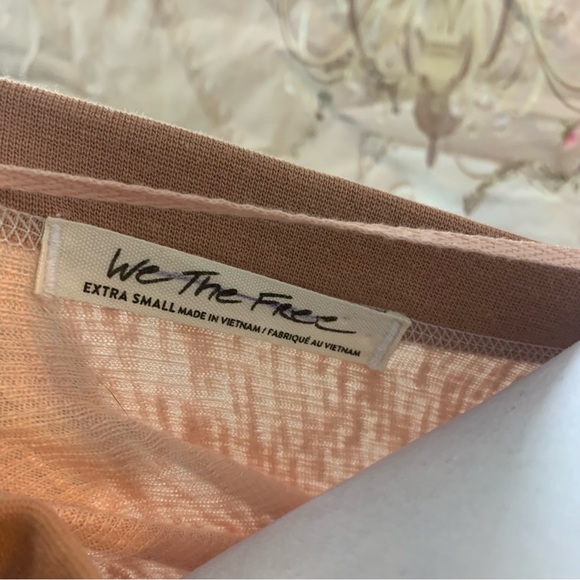 We The Free
EXTRA SMALL MADE IN VIETNAM / FABRIQUÉ AU VIETNAM